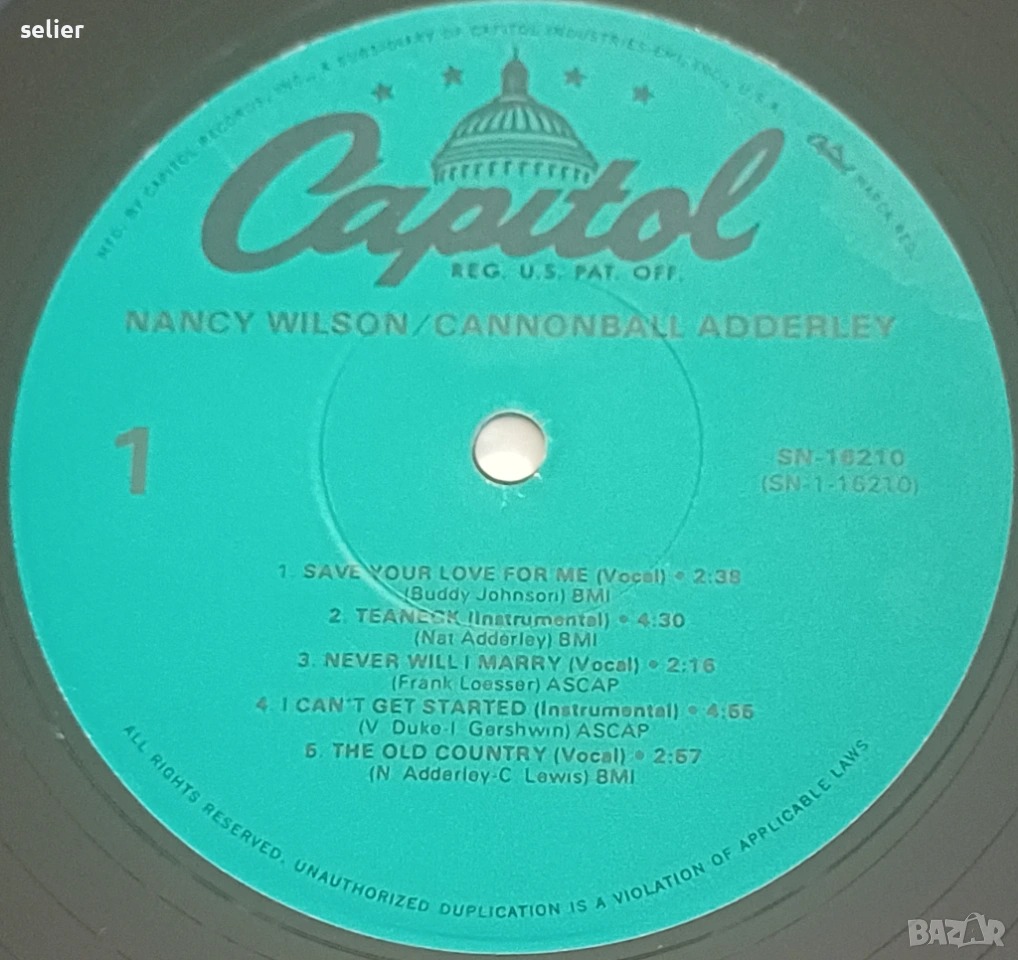 selier
MFG. BY CAPITOL RECORDS, INC., A SUBSIDIARY OF CAPITOL INDUSTRIES-EMI, INC., U.S.A.
Capitol MARCA REG.
Capitol
REG. U.S. PAT. OFF.
NANCY WILSON/CANNONBALL ADDERLEY
1
SN-16210
(SN-1-16210)
1. SAVE YOUR LOVE FOR ME (Vocal) • 2:38
(Buddy Johnson) BMI
2. TEANECK (Instrumental) • 4:30
(Nat Adderley) BMI
3. NEVER WILL I MARRY (Vocal) • 2:16
(Frank Loesser) ASCAP
4. I CAN'T GET STARTED (Instrumental) • 4:55
(V Duke-I Gershwin) ASCAP
5. THE OLD COUNTRY (Vocal) • 2:57
(N Adderley-C Lewis) BMI
ALL RIGHTS RESERVED. UNAUTHORIZED DUPLICATION IS A VIOLATION OF APPLICABLE LAWS
BAZAR